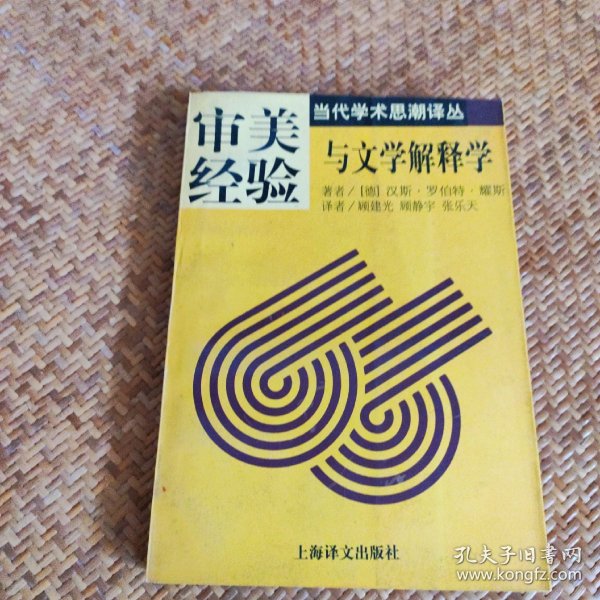 当代学术思潮译丛
审美
经验
与文学解释学
著者/[德]汉斯·罗伯特·耀斯
译者/顾建光 顾静宇 张乐天
上海译文出版社
孔夫子旧书网
www.kongfz.com